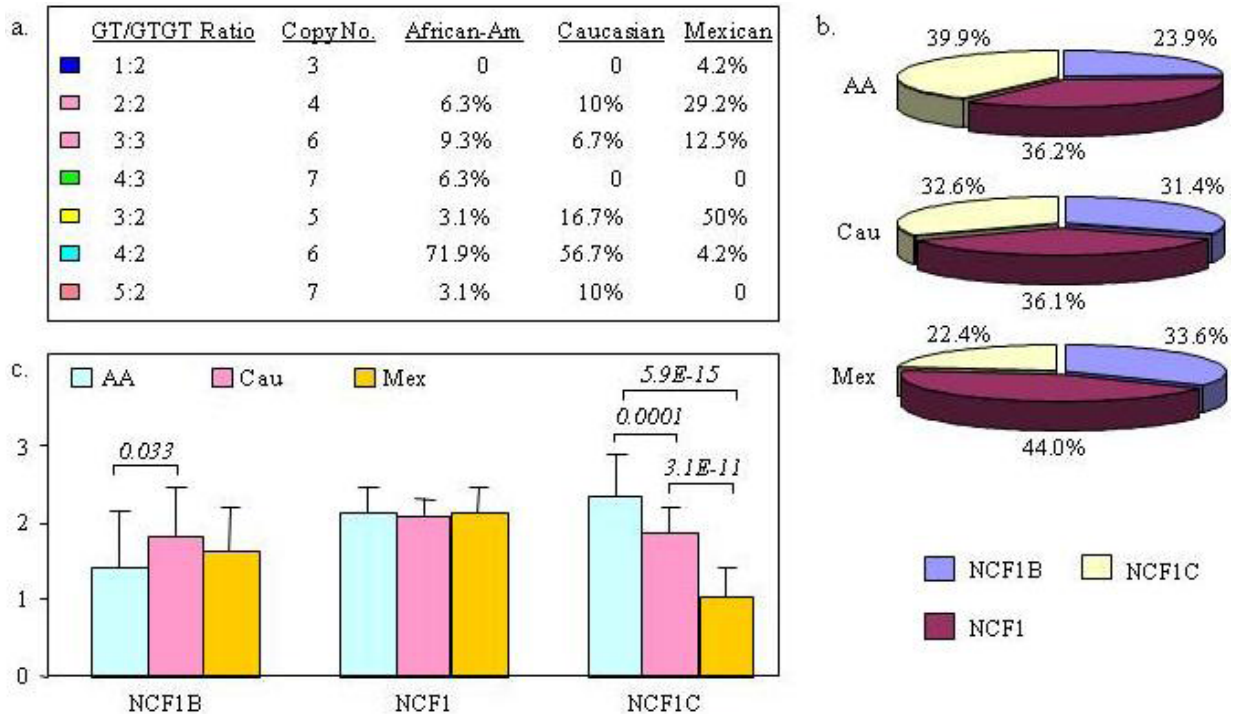 a.
GT/GTGT Ratio CopyNo. African-Am Caucasian Mexican
1:2 3 0 0 4.2%
2:2 4 6.3% 10% 29.2%
3:3 6 9.3% 6.7% 12.5%
4:3 7 6.3% 0 0
3:2 5 3.1% 16.7% 50%
4:2 6 71.9% 56.7% 4.2%
5:2 7 3.1% 10% 0
b.
39.9% 23.9%
AA
36.2%
32.6% 31.4%
Cau
36.1%
22.4% 33.6%
Mex
44.0%
NCF1B NCF1C
NCF1
c.
AA Cau Mex
5.9E-15
0.0001
0.033
3.1E-11
3
2
1
0
NCF1B NCF1 NCF1C